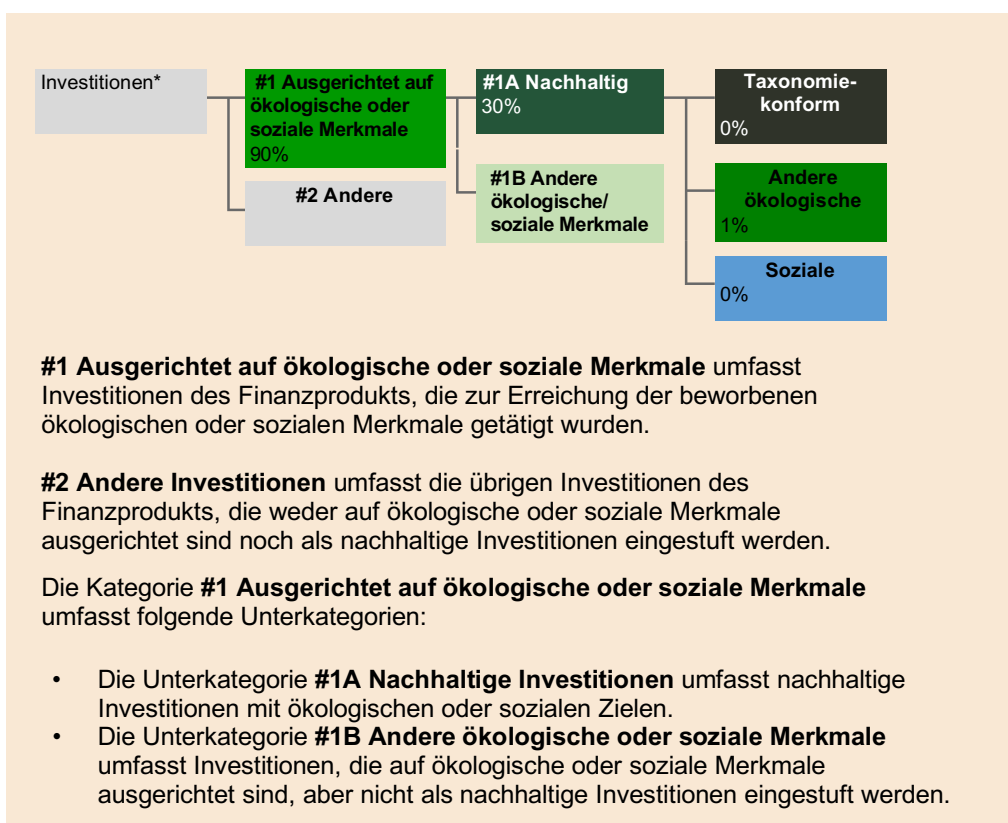 Investitionen*
#1 Ausgerichtet auf
ökologische oder
soziale Merkmale
90%
#2 Andere
#1A Nachhaltig
30%
#1B Andere
ökologische/
soziale Merkmale
Taxonomie-
konform
0%
Andere
ökologische
1%
Soziale
0%
#1 Ausgerichtet auf ökologische oder soziale Merkmale umfasst
Investitionen des Finanzprodukts, die zur Erreichung der beworbenen
ökologischen oder sozialen Merkmale getätigt wurden.
#2 Andere Investitionen umfasst die übrigen Investitionen des
Finanzprodukts, die weder auf ökologische oder soziale Merkmale
ausgerichtet sind noch als nachhaltige Investitionen eingestuft werden.
Die Kategorie #1 Ausgerichtet auf ökologische oder soziale Merkmale
umfasst folgende Unterkategorien:
• Die Unterkategorie #1A Nachhaltige Investitionen umfasst nachhaltige
Investitionen mit ökologischen oder sozialen Zielen.
• Die Unterkategorie #1B Andere ökologische oder soziale Merkmale
umfasst Investitionen, die auf ökologische oder soziale Merkmale
ausgerichtet sind, aber nicht als nachhaltige Investitionen eingestuft werden.